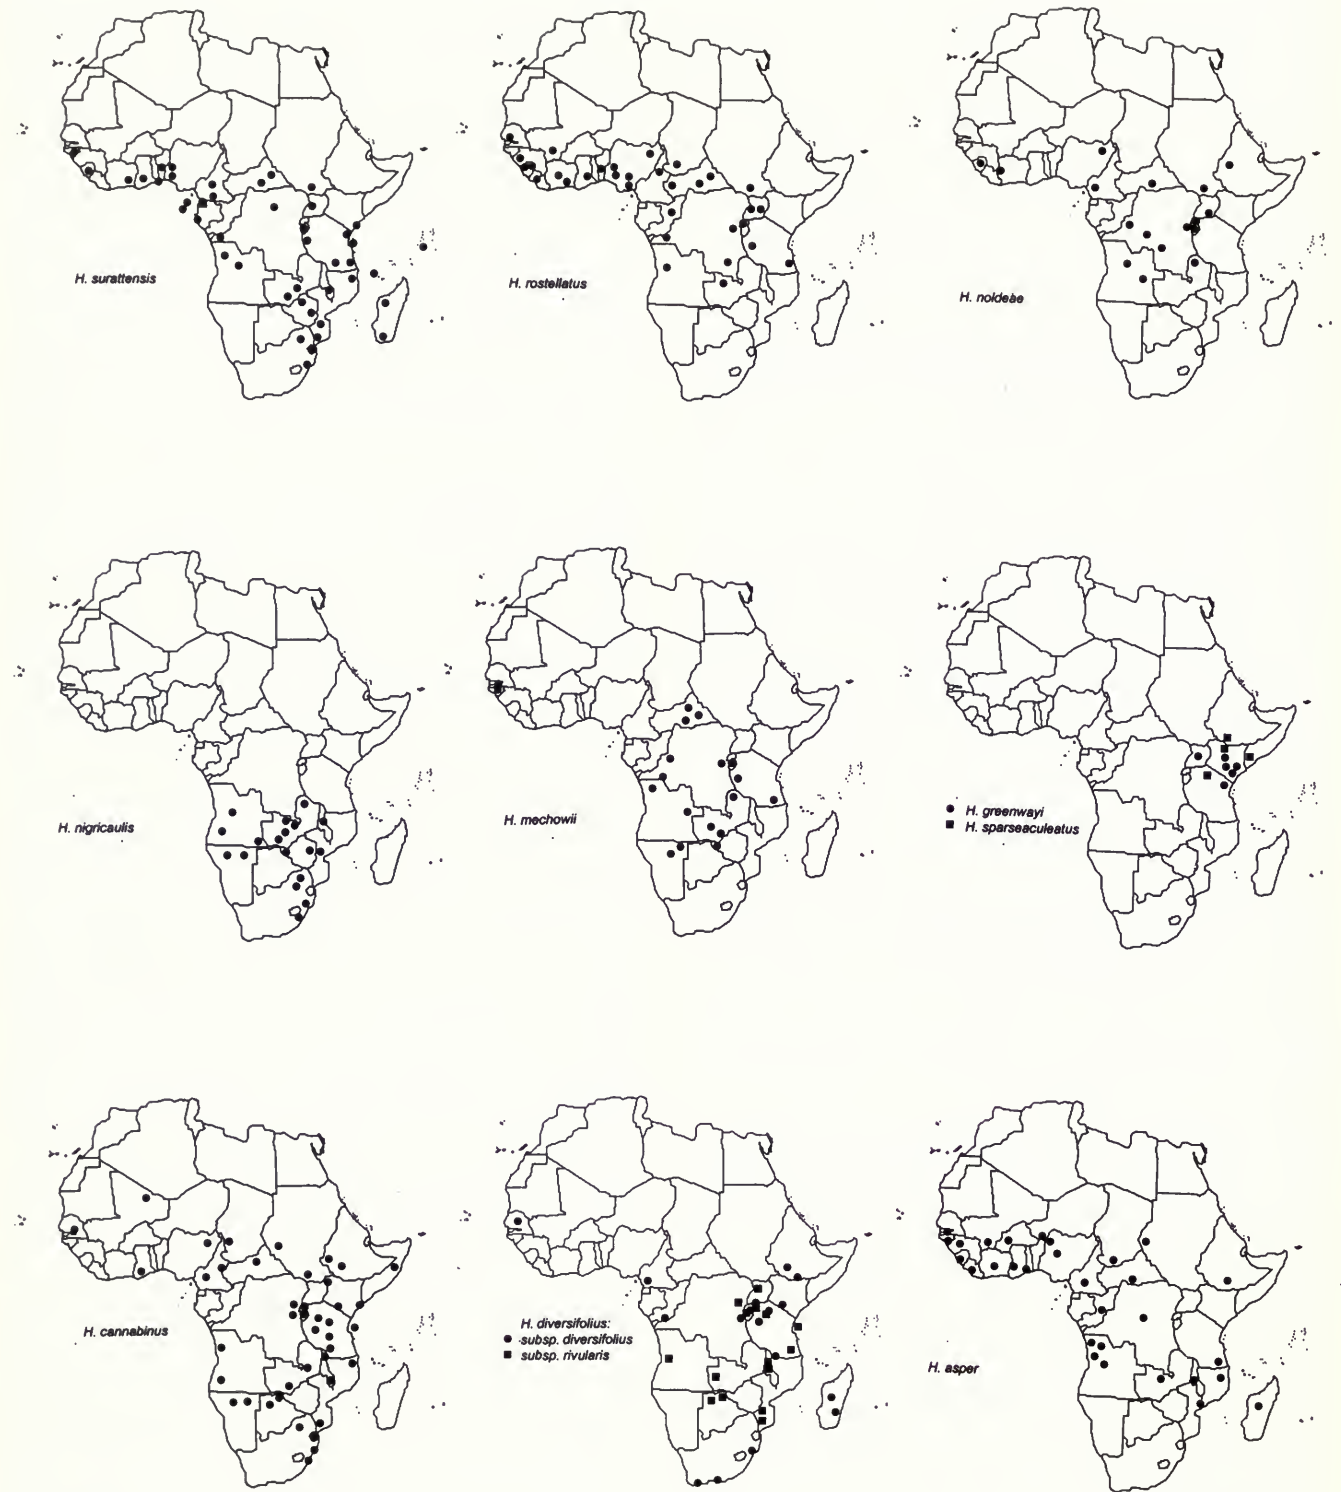 H. surattensis
H. rostellatus
H. noldeae
H. nigricaulis
H. mechowii
H. greenwayi
H. sparseaculeatus
H. cannabinus
H. diversifolius:
subsp. diversifolius
subsp. rivularis
H. asper